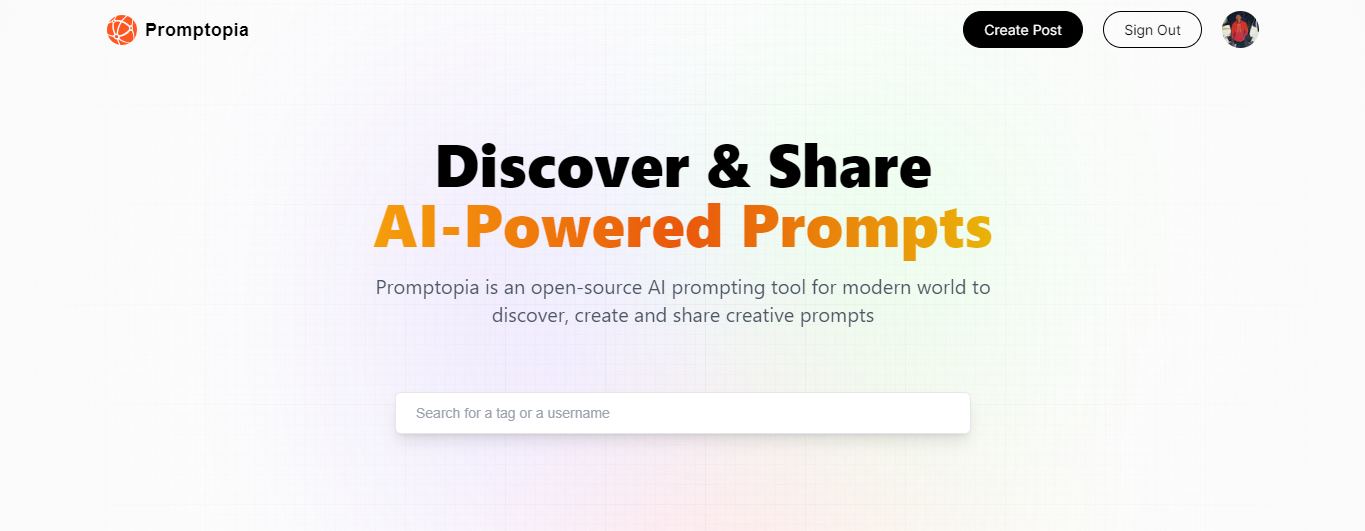 Promptopia
Create Post
Sign Out
Discover & Share
AI-Powered Prompts
Promptopia is an open-source AI prompting tool for modern world to
discover, create and share creative prompts
Search for a tag or a username